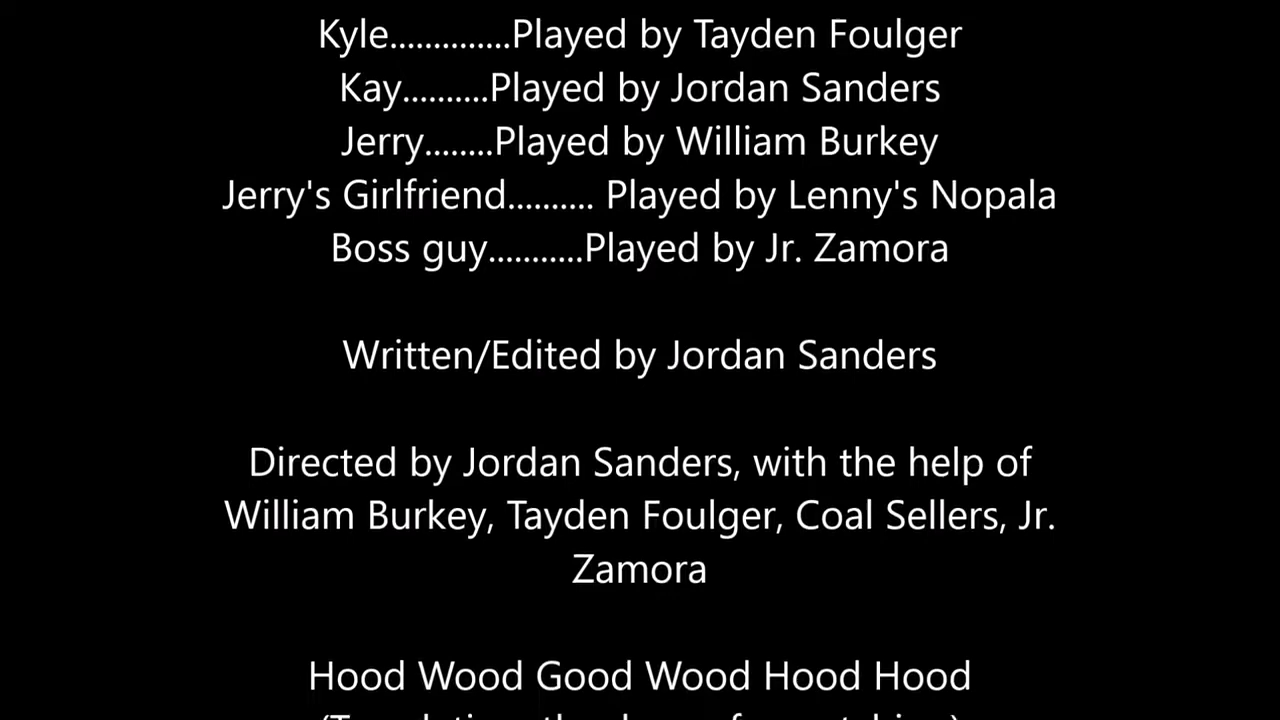 Kyle..............Played by Tayden Foulger
Kay..........Played by Jordan Sanders
Jerry........Played by William Burkey
Jerry's Girlfriend.......... Played by Lenny's Nopala
Boss guy...........Played by Jr. Zamora
Written/Edited by Jordan Sanders
Directed by Jordan Sanders, with the help of
William Burkey, Tayden Foulger, Coal Sellers, Jr.
Zamora
Hood Wood Good Wood Hood Hood